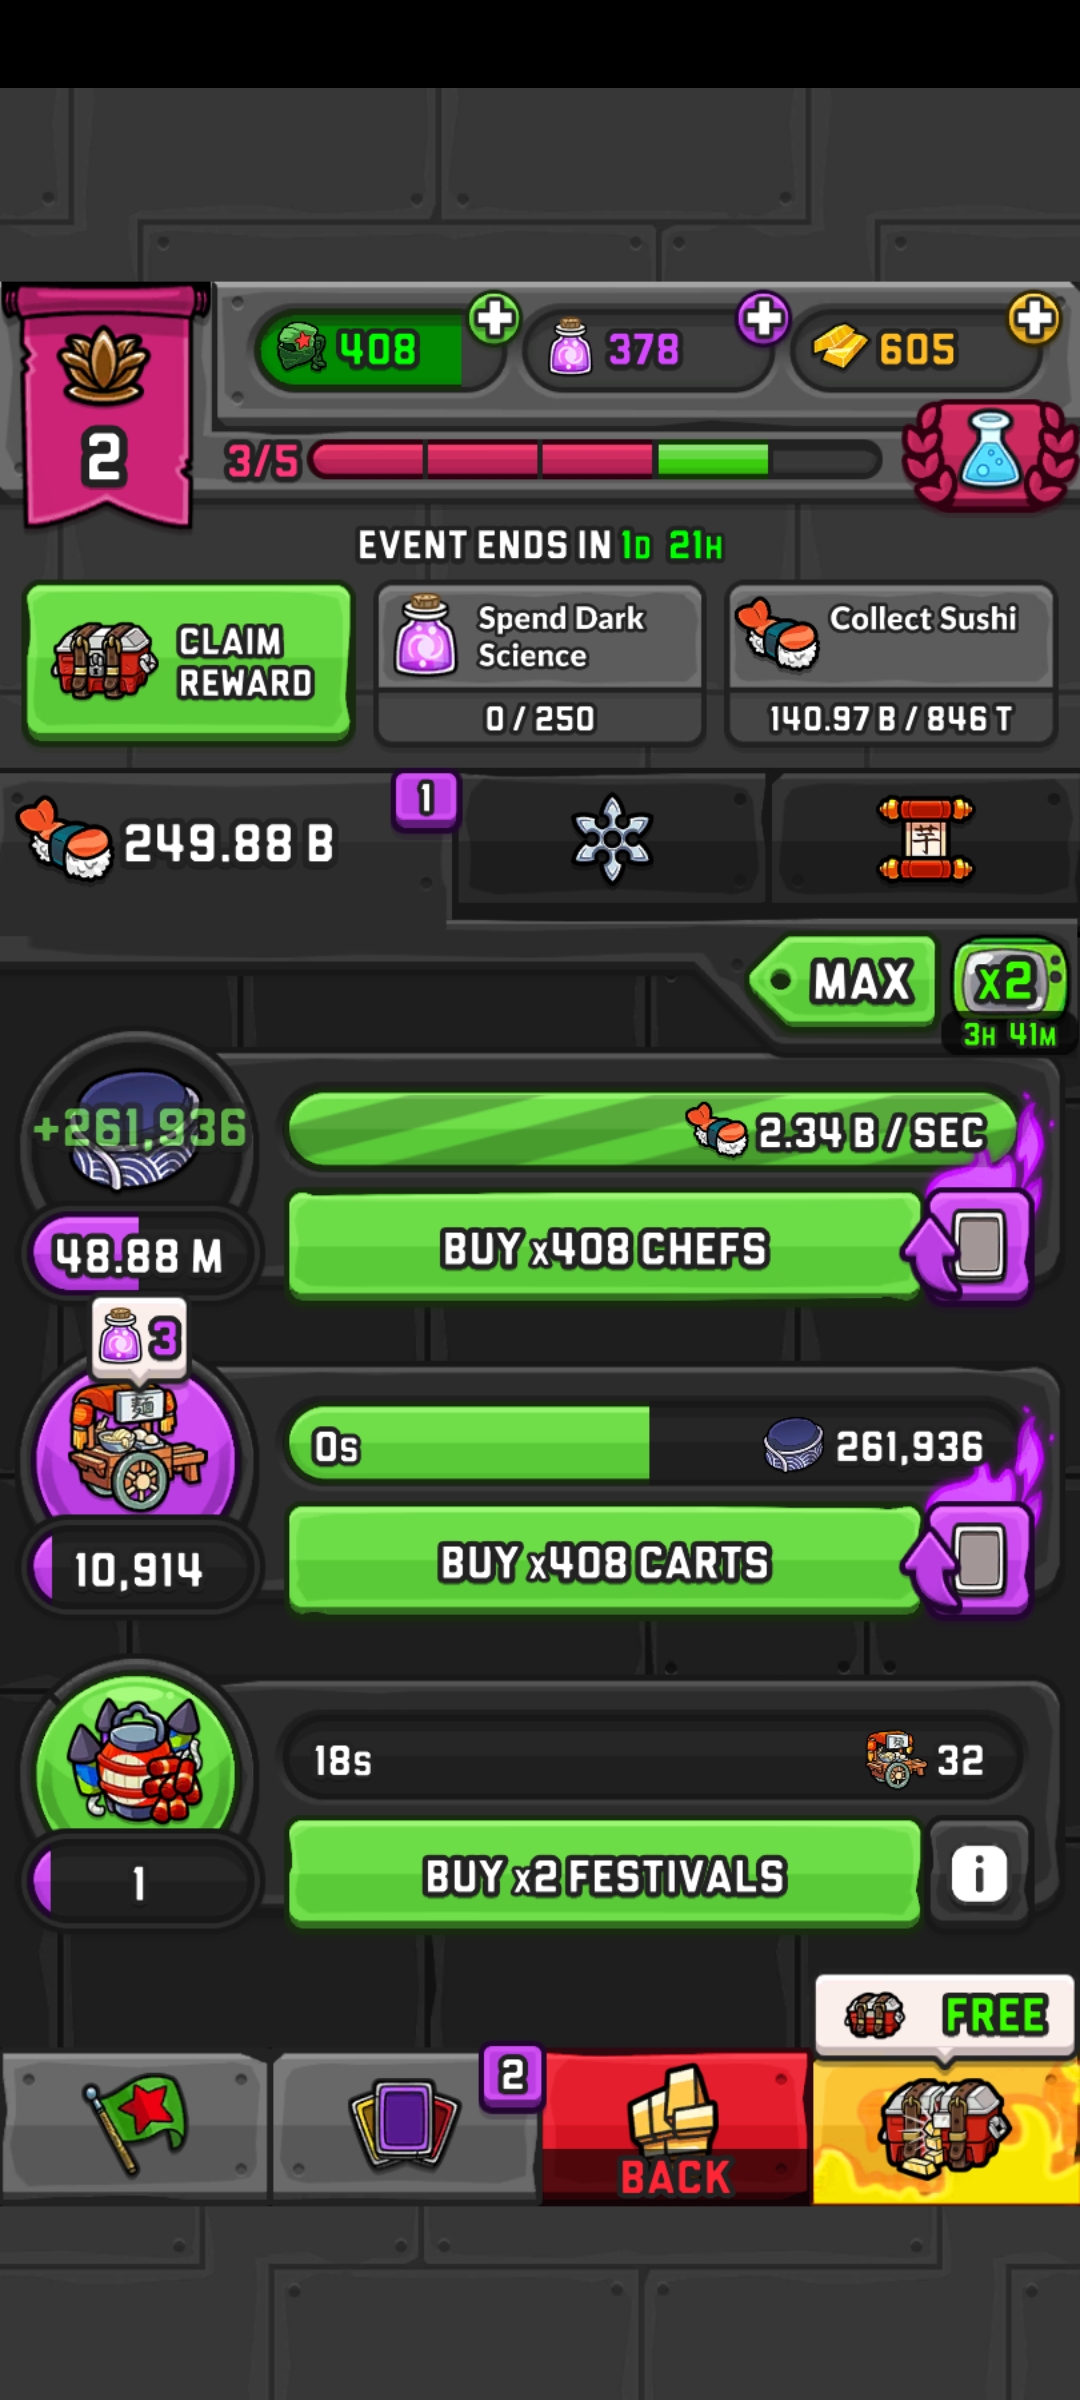 408
378
605
2
3/5
EVENT ENDS IN 1D 21H
CLAIM
REWARD
Spend Dark
Science
0 / 250
Collect Sushi
140.97 B / 846 T
249.88 B
1
芋
MAX
x2
3H 41M
+261,936
2.34 B / SEC
48.88 M
BUY x408 CHEFS
3
麺
0s
261,936
10,914
BUY x408 CARTS
18s
32
1
BUY x2 FESTIVALS
i
FREE
2
BACK